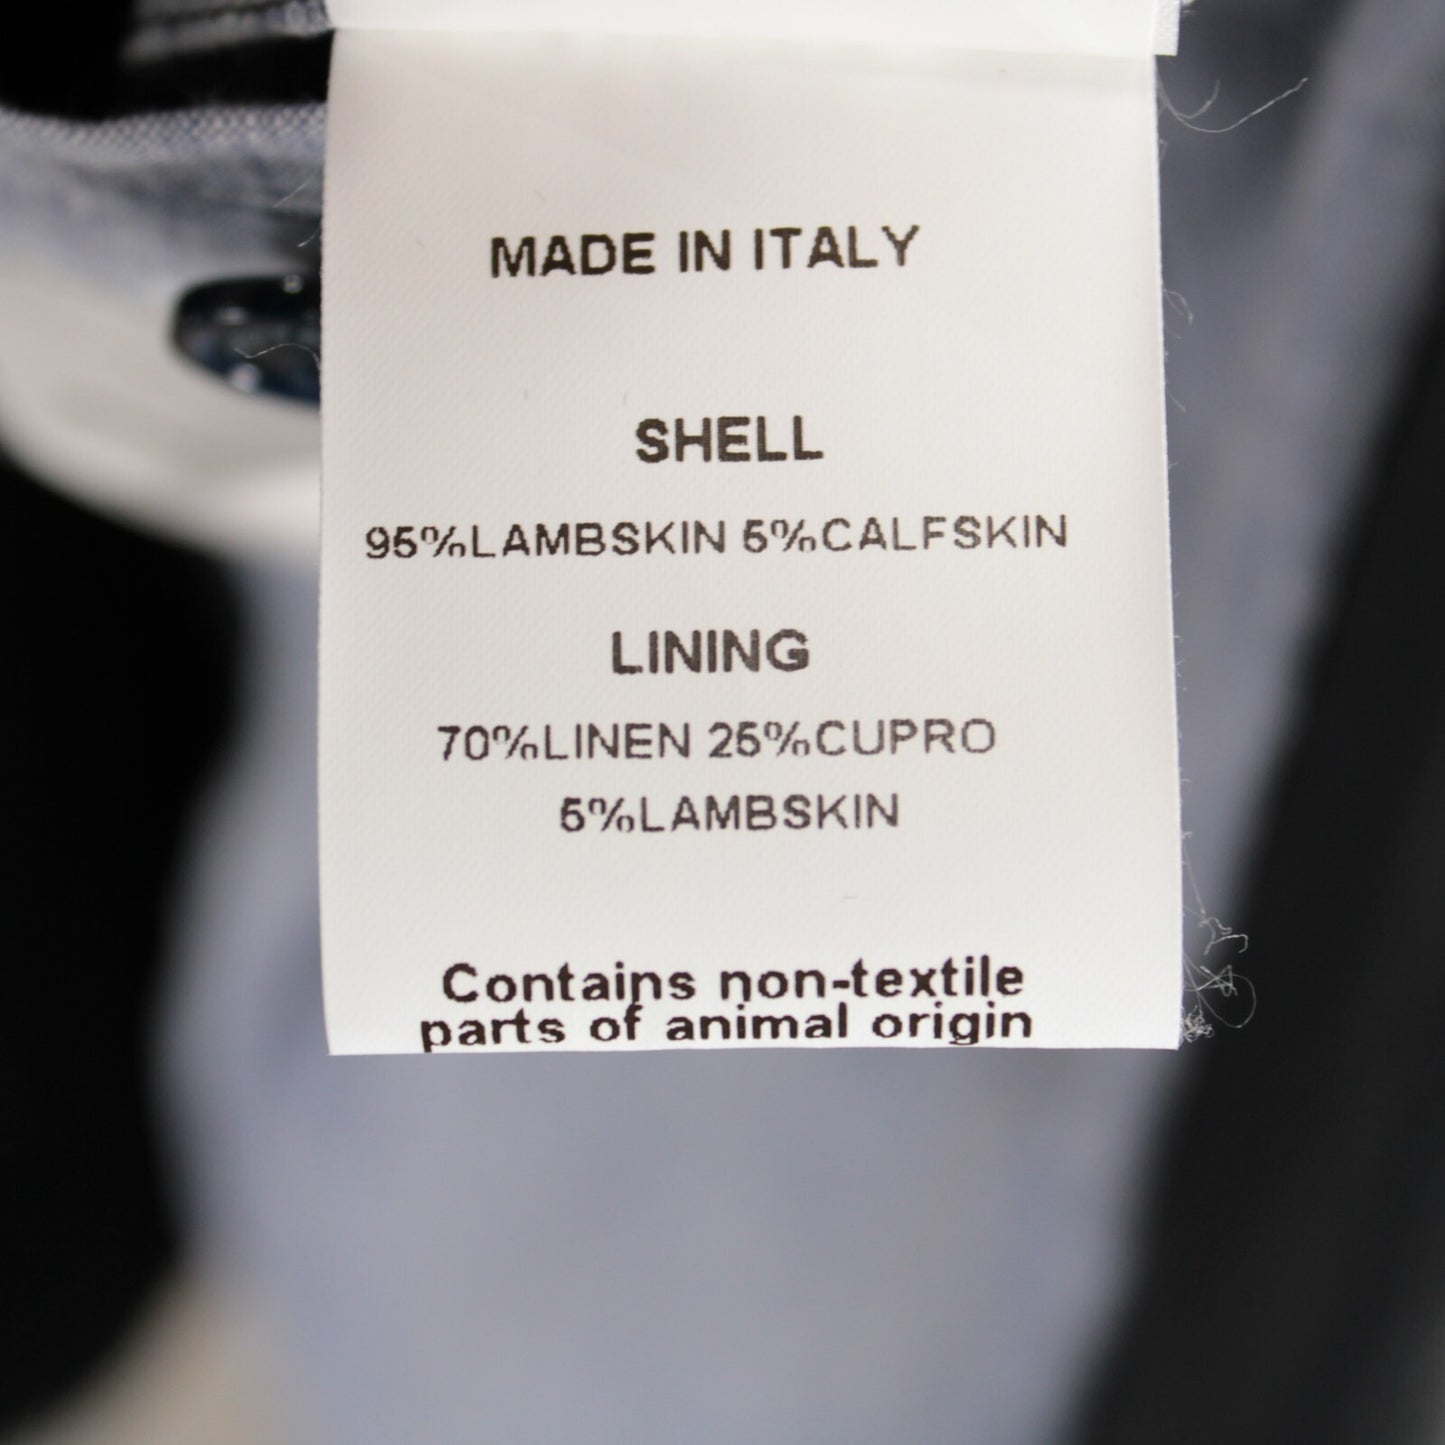 MADE IN ITALY
SHELL
95%LAMBSKIN 5%CALFSKIN
LINING
70%LINEN 25%CUPRO
5%LAMBSKIN
Contains non-textile
parts of animal origin